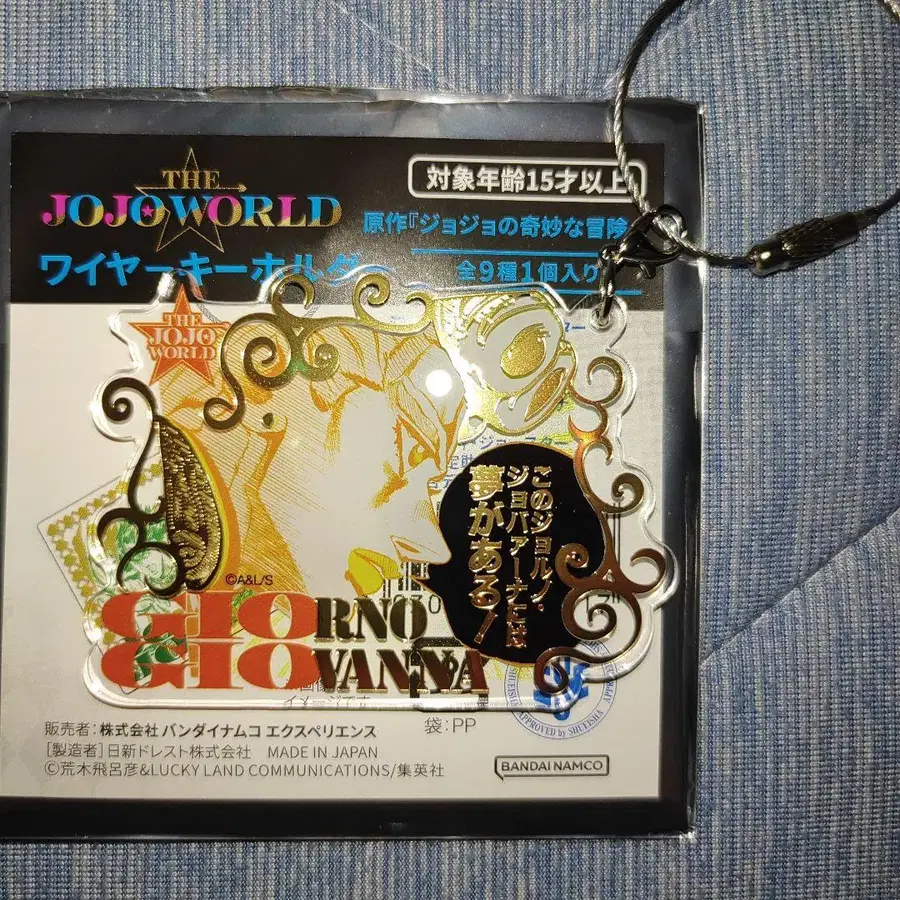 THE
JOJO WORLD
対象年齢15才以上
原作『ジョジョの奇妙な冒険
ワイヤーキーホルダー
全9種1個入り
THE
JOJO
WORLD
このジョルノ、
ジョバァーナには
夢がある!
©A&L/S
GIORNO
GIOVANNA
販売者:株式会社 バンダイナムコ エクスペリエンス
袋:PP
[製造者]日新ドレスト株式会社 MADE IN JAPAN
©荒木飛呂彦&LUCKY LAND COMMUNICATIONS/集英社
APPROVED by SHUEISHA
BANDAI NAMCO